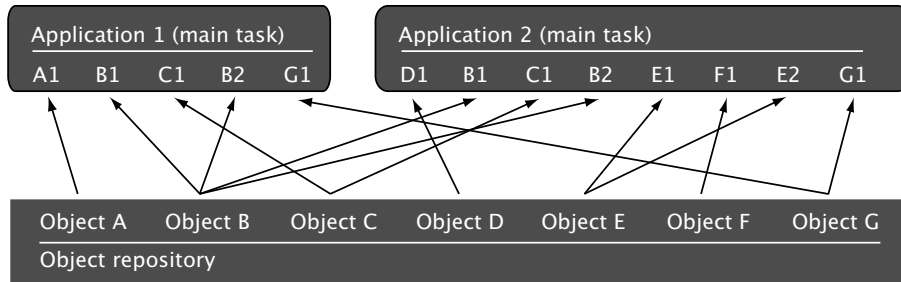 Application 1 (main task)
A1 B1 C1 B2 G1
Application 2 (main task)
D1 B1 C1 B2 E1 F1 E2 G1
Object A Object B Object C Object D Object E Object F Object G
Object repository